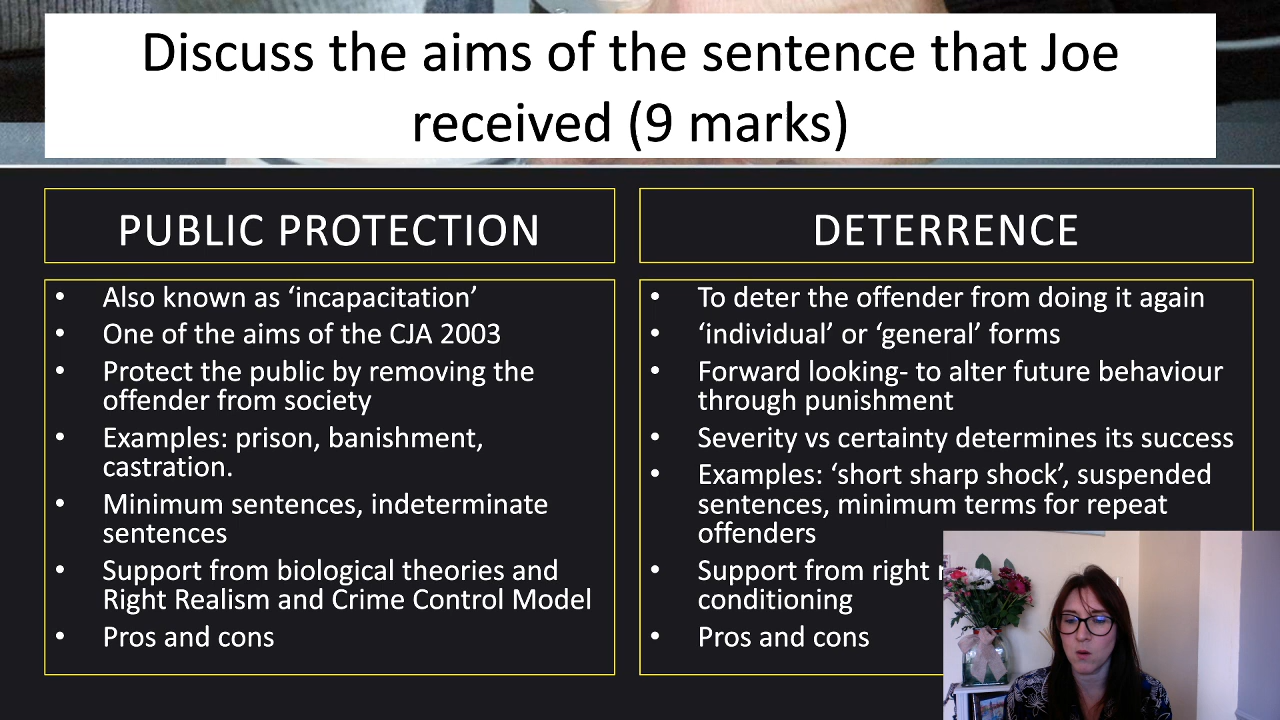 Discuss the aims of the sentence that Joe
received (9 marks)
PUBLIC PROTECTION
• Also known as ‘incapacitation’
• One of the aims of the CJA 2003
• Protect the public by removing the
offender from society
• Examples: prison, banishment,
castration.
• Minimum sentences, indeterminate
sentences
• Support from biological theories and
Right Realism and Crime Control Model
• Pros and cons
DETERRENCE
• To deter the offender from doing it again
• ‘individual’ or ‘general’ forms
• Forward looking- to alter future behaviour
through punishment
• Severity vs certainty determines its success
• Examples: ‘short sharp shock’, suspended
sentences, minimum terms for repeat
offenders
• Support from right
conditioning
• Pros and cons